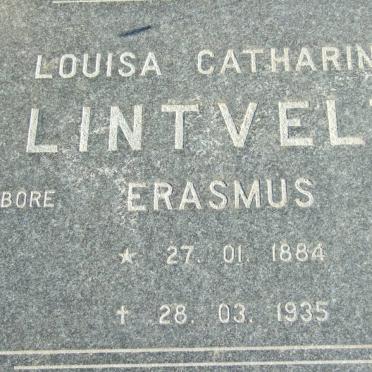 LOUISA CATHARIN
LINTVEL
BORE ERASMUS
* 27. 01. 1884
† 28. 03. 1935